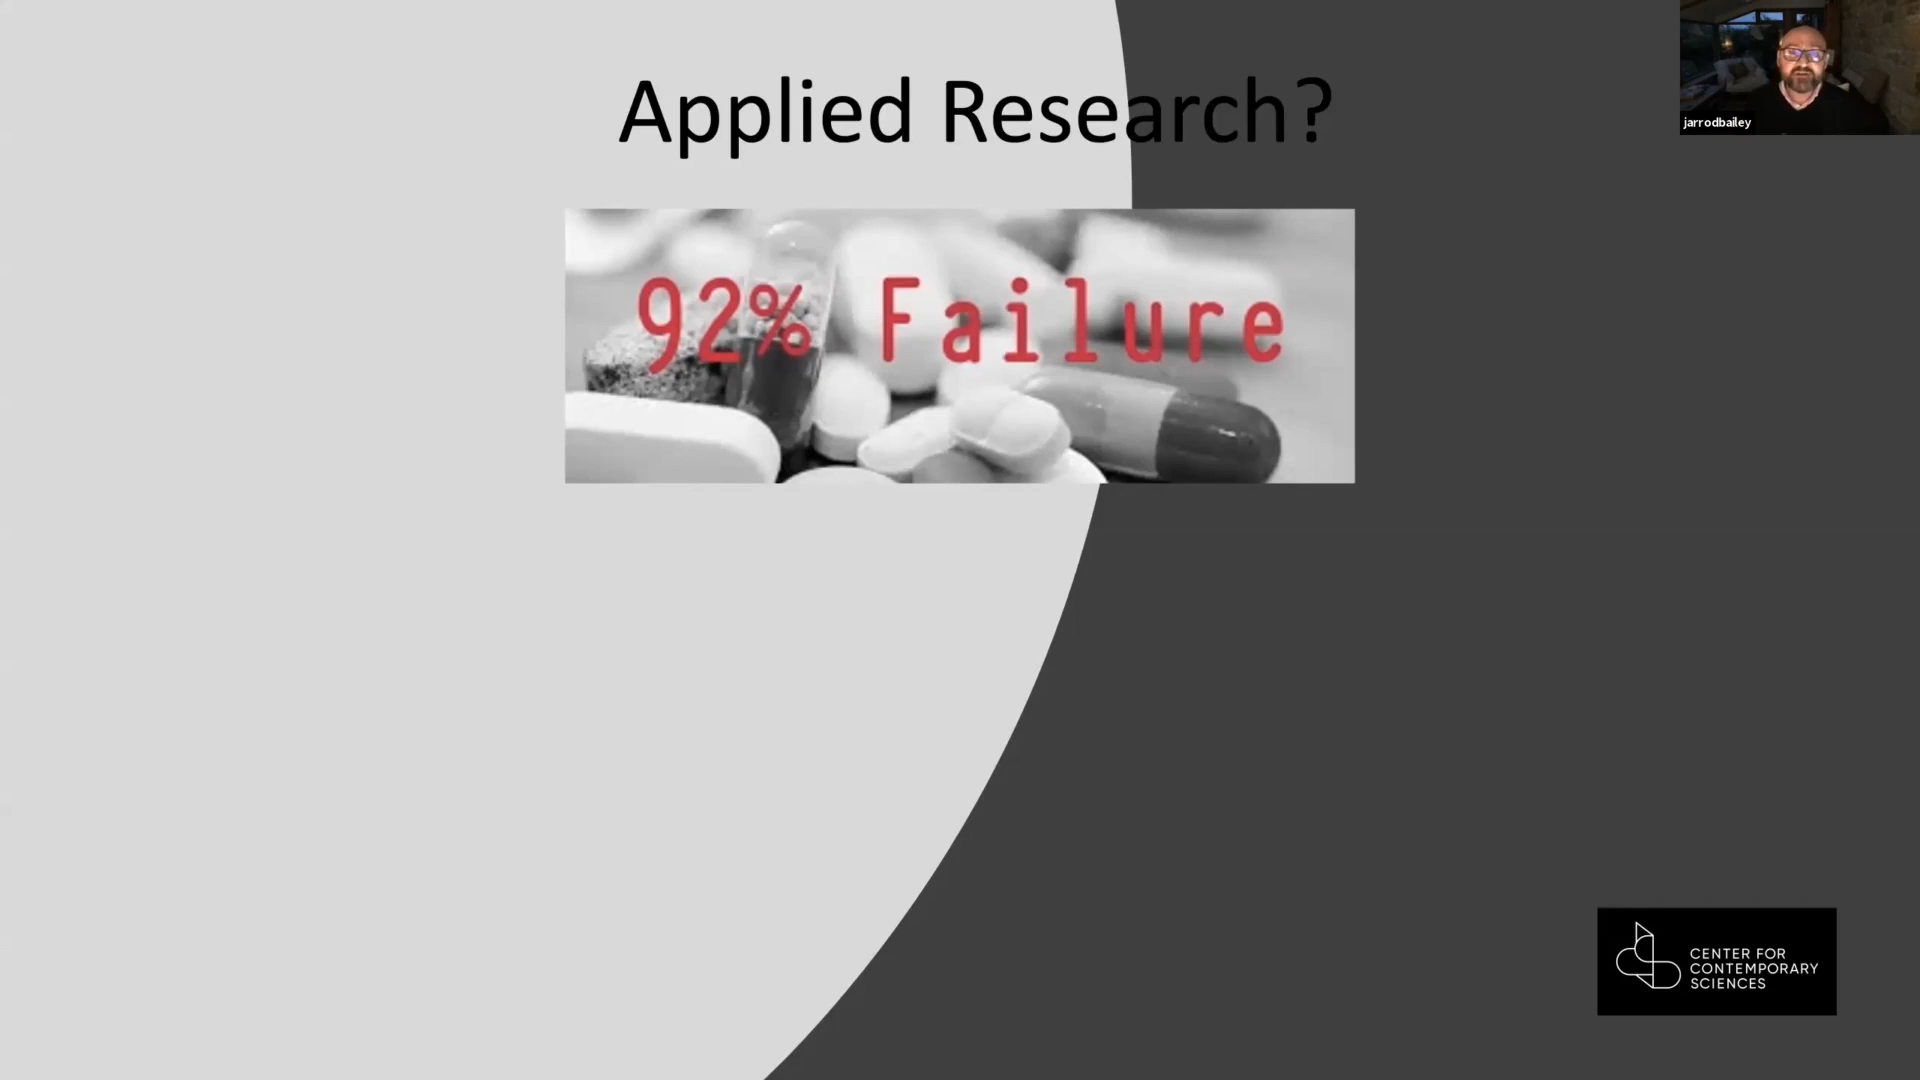 Applied Research?
jarrodbailey
92% Failure
CENTER FOR
CONTEMPORARY
SCIENCES